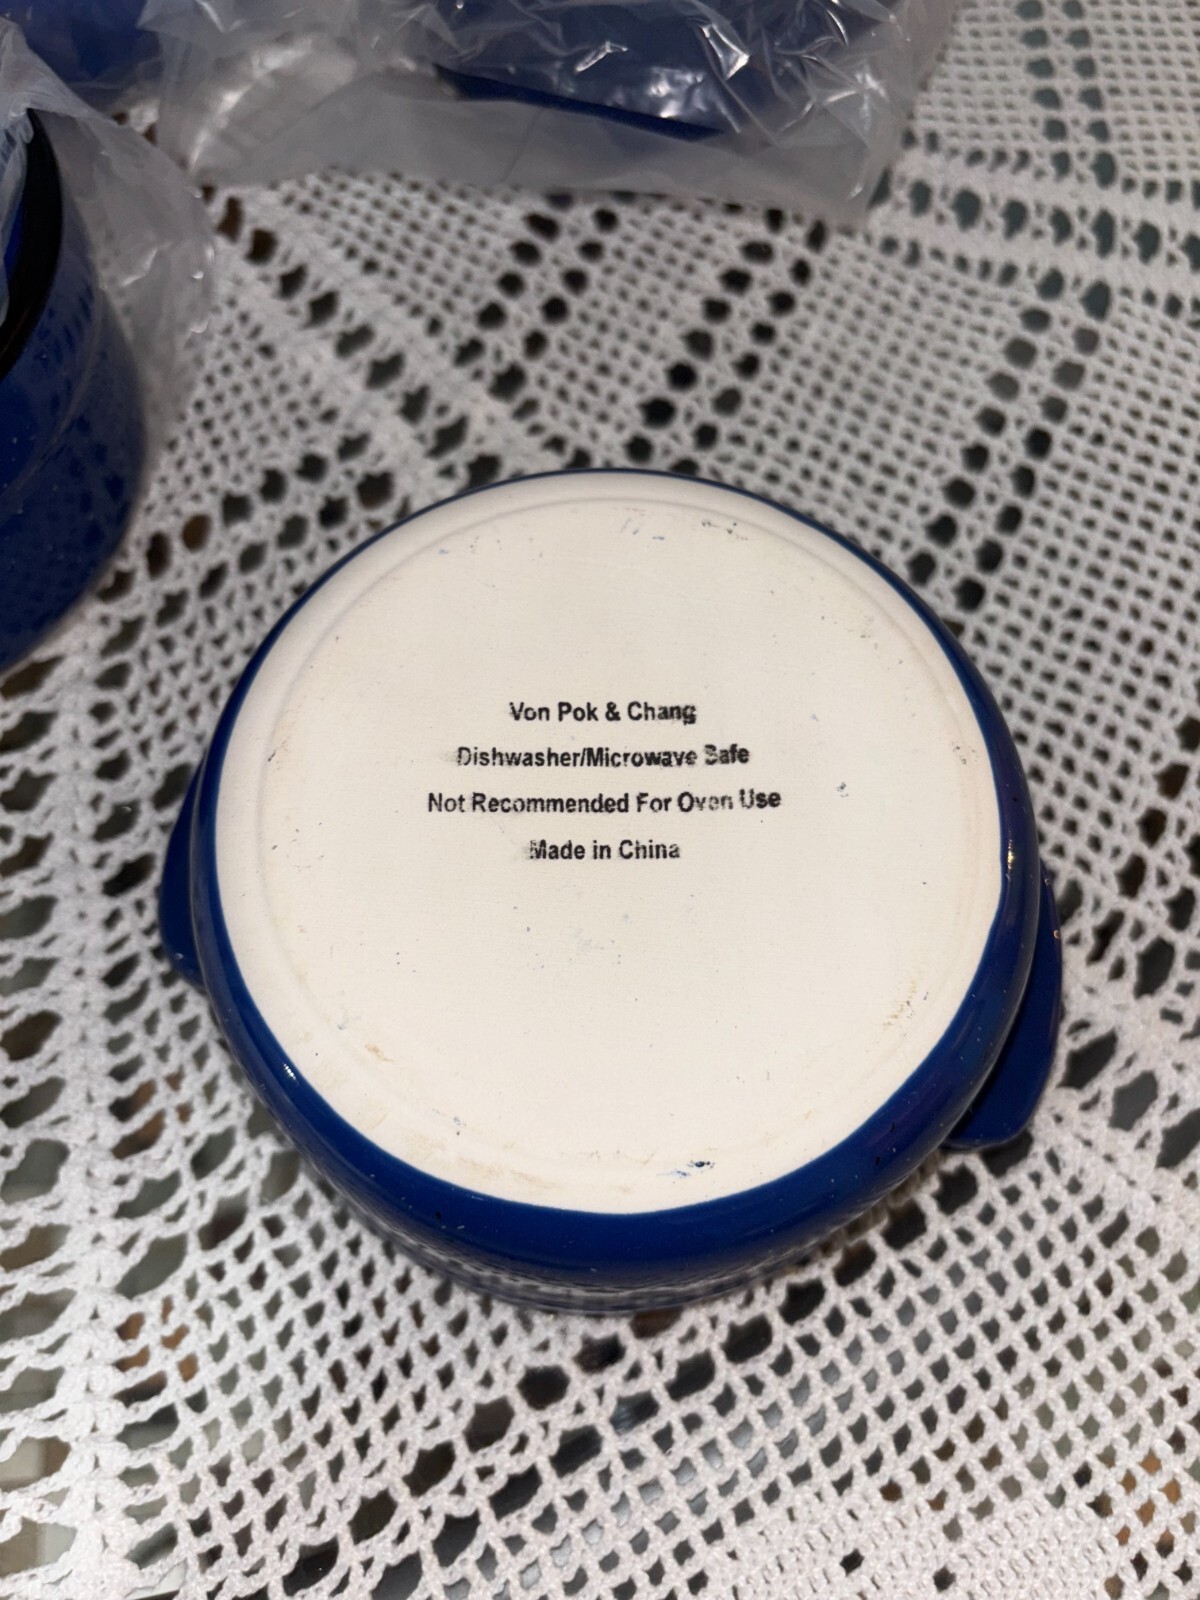 Von Pok & Chang
Dishwasher/Microwave Safe
Not Recommended For Oven Use
Made in China